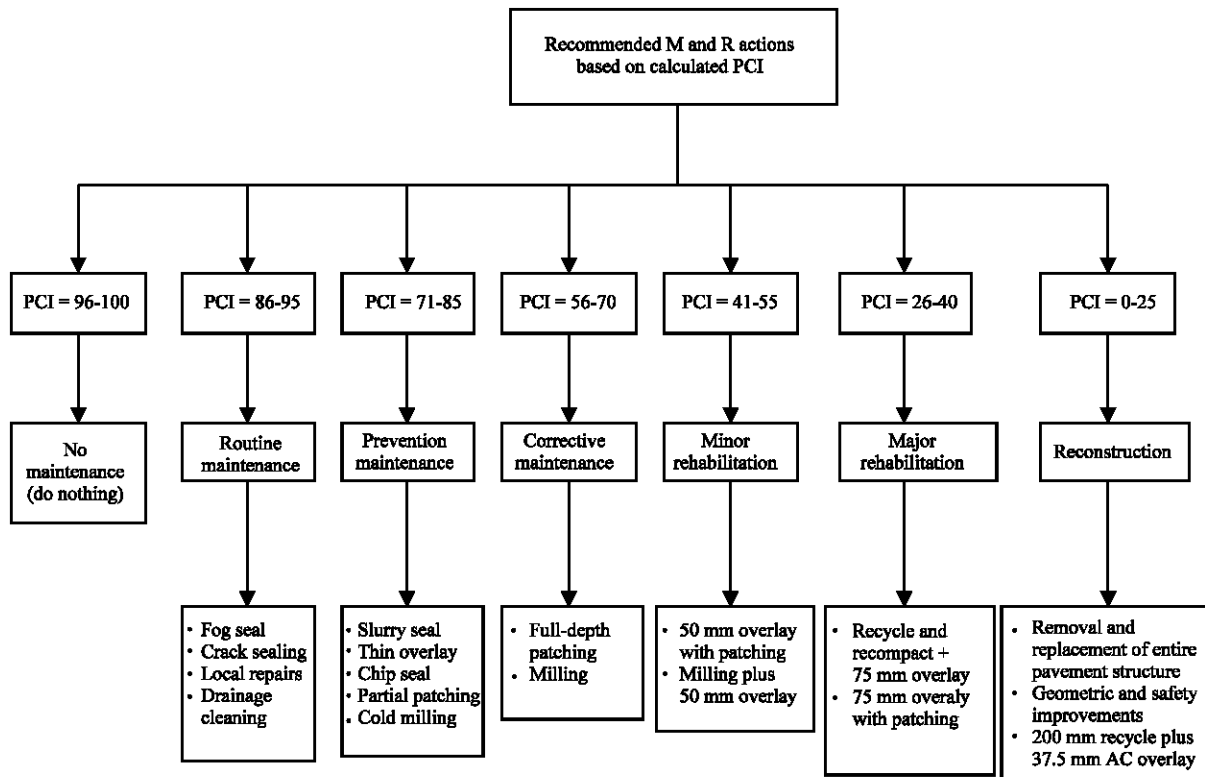 Recommended M and R actions
based on calculated PCI
PCI = 96-100
PCI = 86-95
PCI = 71-85
PCI = 56-70
PCI = 41-55
PCI = 26-40
PCI = 0-25
No
maintenance
(do nothing)
Routine
maintenance
Prevention
maintenance
Corrective
maintenance
Minor
rehabilitation
Major
rehabilitation
Reconstruction
• Fog seal
• Crack sealing
• Local repairs
• Drainage
cleaning
• Slurry seal
• Thin overlay
• Chip seal
• Partial patching
• Cold milling
• Full-depth
patching
• Milling
• 50 mm overlay
with patching
• Milling plus
50 mm overlay
• Recycle and
recompact +
75 mm overlay
• 75 mm overaly
with patching
• Removal and
replacement of entire
pavement structure
• Geometric and safety
improvements
• 200 mm recycle plus
37.5 mm AC overlay